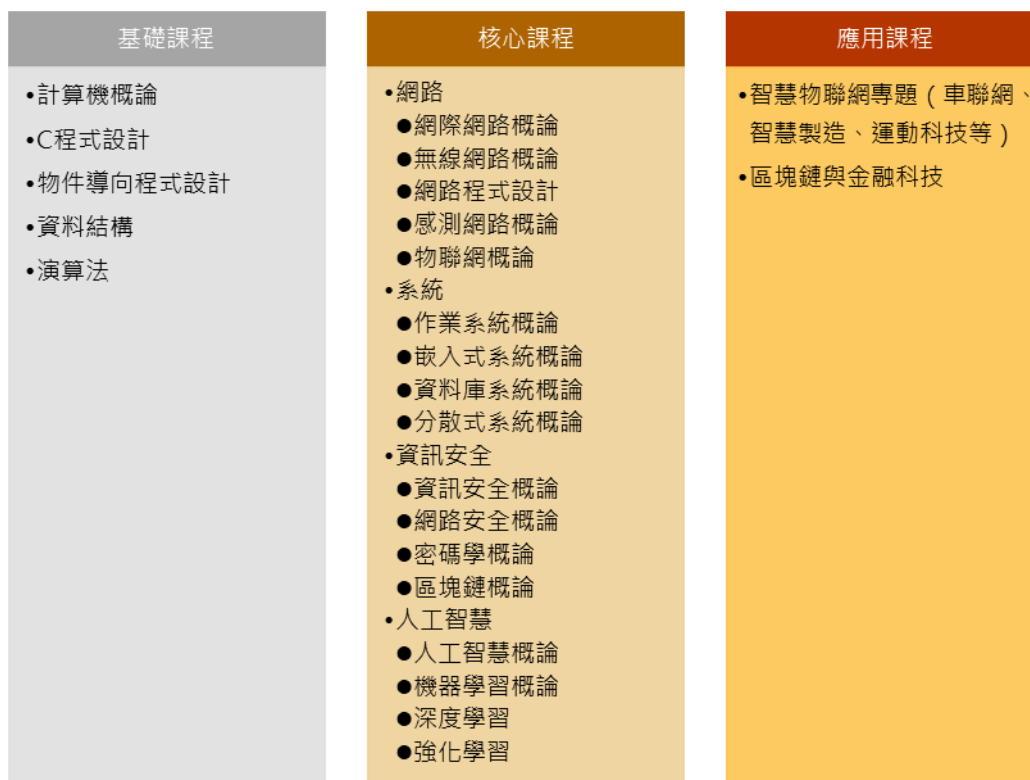 基礎課程
•計算機概論
•C程式設計
•物件導向程式設計
•資料結構
•演算法
核心課程
•網路
●網際網路概論
●無線網路概論
●網路程式設計
●感測網路概論
●物聯網概論
•系統
●作業系統概論
●嵌入式系統概論
●資料庫系統概論
●分散式系統概論
•資訊安全
●資訊安全概論
●網路安全概論
●密碼學概論
●區塊鏈概論
•人工智慧
●人工智慧概論
●機器學習概論
●深度學習
●強化學習
應用課程
•智慧物聯網專題（車聯網、
智慧製造、運動科技等）
•區塊鏈與金融科技